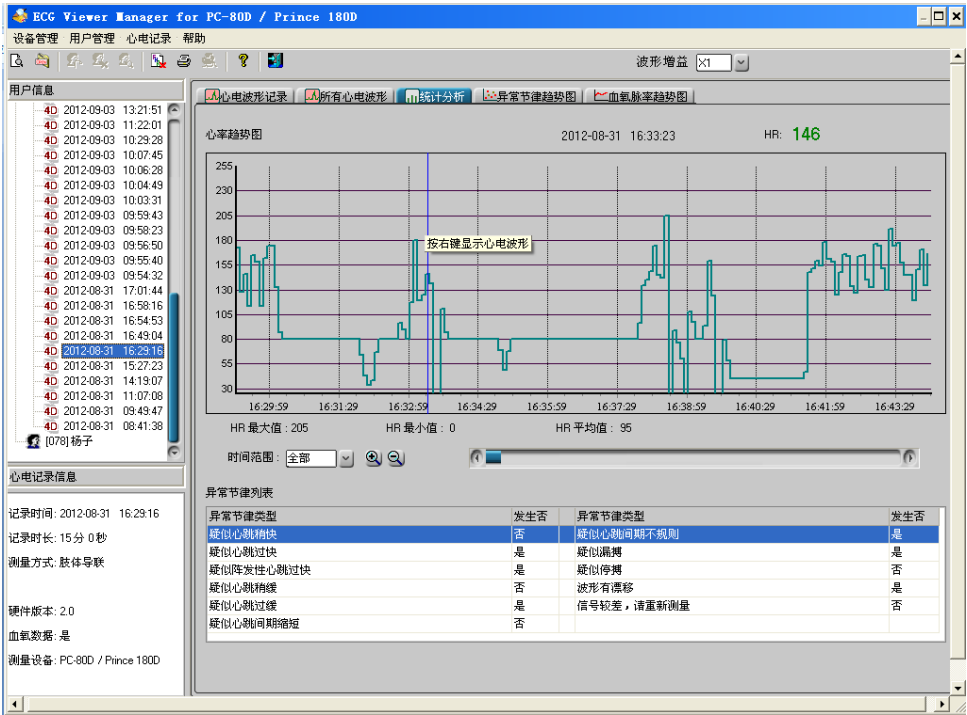 ECG Viewer Manager for PC-80D / Prince 180D
设备管理 用户管理 心电记录 帮助
波形增益 X1
用户信息
4D 2012-09-03 13:21:51
4D 2012-09-03 11:22:01
4D 2012-09-03 10:29:28
4D 2012-09-03 10:07:45
4D 2012-09-03 10:06:28
4D 2012-09-03 10:04:49
4D 2012-09-03 10:03:31
4D 2012-09-03 09:59:43
4D 2012-09-03 09:58:23
4D 2012-09-03 09:56:50
4D 2012-09-03 09:55:40
4D 2012-09-03 09:54:32
4D 2012-08-31 17:01:44
4D 2012-08-31 16:58:16
4D 2012-08-31 16:54:53
4D 2012-08-31 16:49:04
4D 2012-08-31 16:29:16
4D 2012-08-31 15:27:23
4D 2012-08-31 14:19:07
4D 2012-08-31 11:07:08
4D 2012-08-31 09:49:47
4D 2012-08-31 08:41:38
[078]杨子
心电记录信息
记录时间: 2012-08-31 16:29:16
记录时长: 15分 0秒
测量方式: 肢体导联
硬件版本: 2.0
血氧数据: 是
测量设备: PC-80D / Prince 180D
心电波形记录 所有心电波形 统计分析 异常节律趋势图 血氧脉率趋势图
心率趋势图 2012-08-31 16:33:23 HR: 146
255
230
205
180
155
130
105
80
55
30
按右键显示心电波形
16:29:59 16:31:29 16:32:59 16:34:29 16:35:59 16:37:29 16:38:59 16:40:29 16:41:59 16:43:29
HR 最大值 : 205 HR 最小值 : 0 HR 平均值 : 95
时间范围 : 全部
异常节律列表
异常节律类型 发生否 异常节律类型 发生否
疑似心跳稍快 否 疑似心跳间期不规则 是
疑似心跳过快 是 疑似漏搏 是
疑似阵发性心跳过快 是 疑似停搏 否
疑似心跳稍缓 否 波形有漂移 是
疑似心跳过缓 是 信号较差，请重新测量 否
疑似心跳间期缩短 否